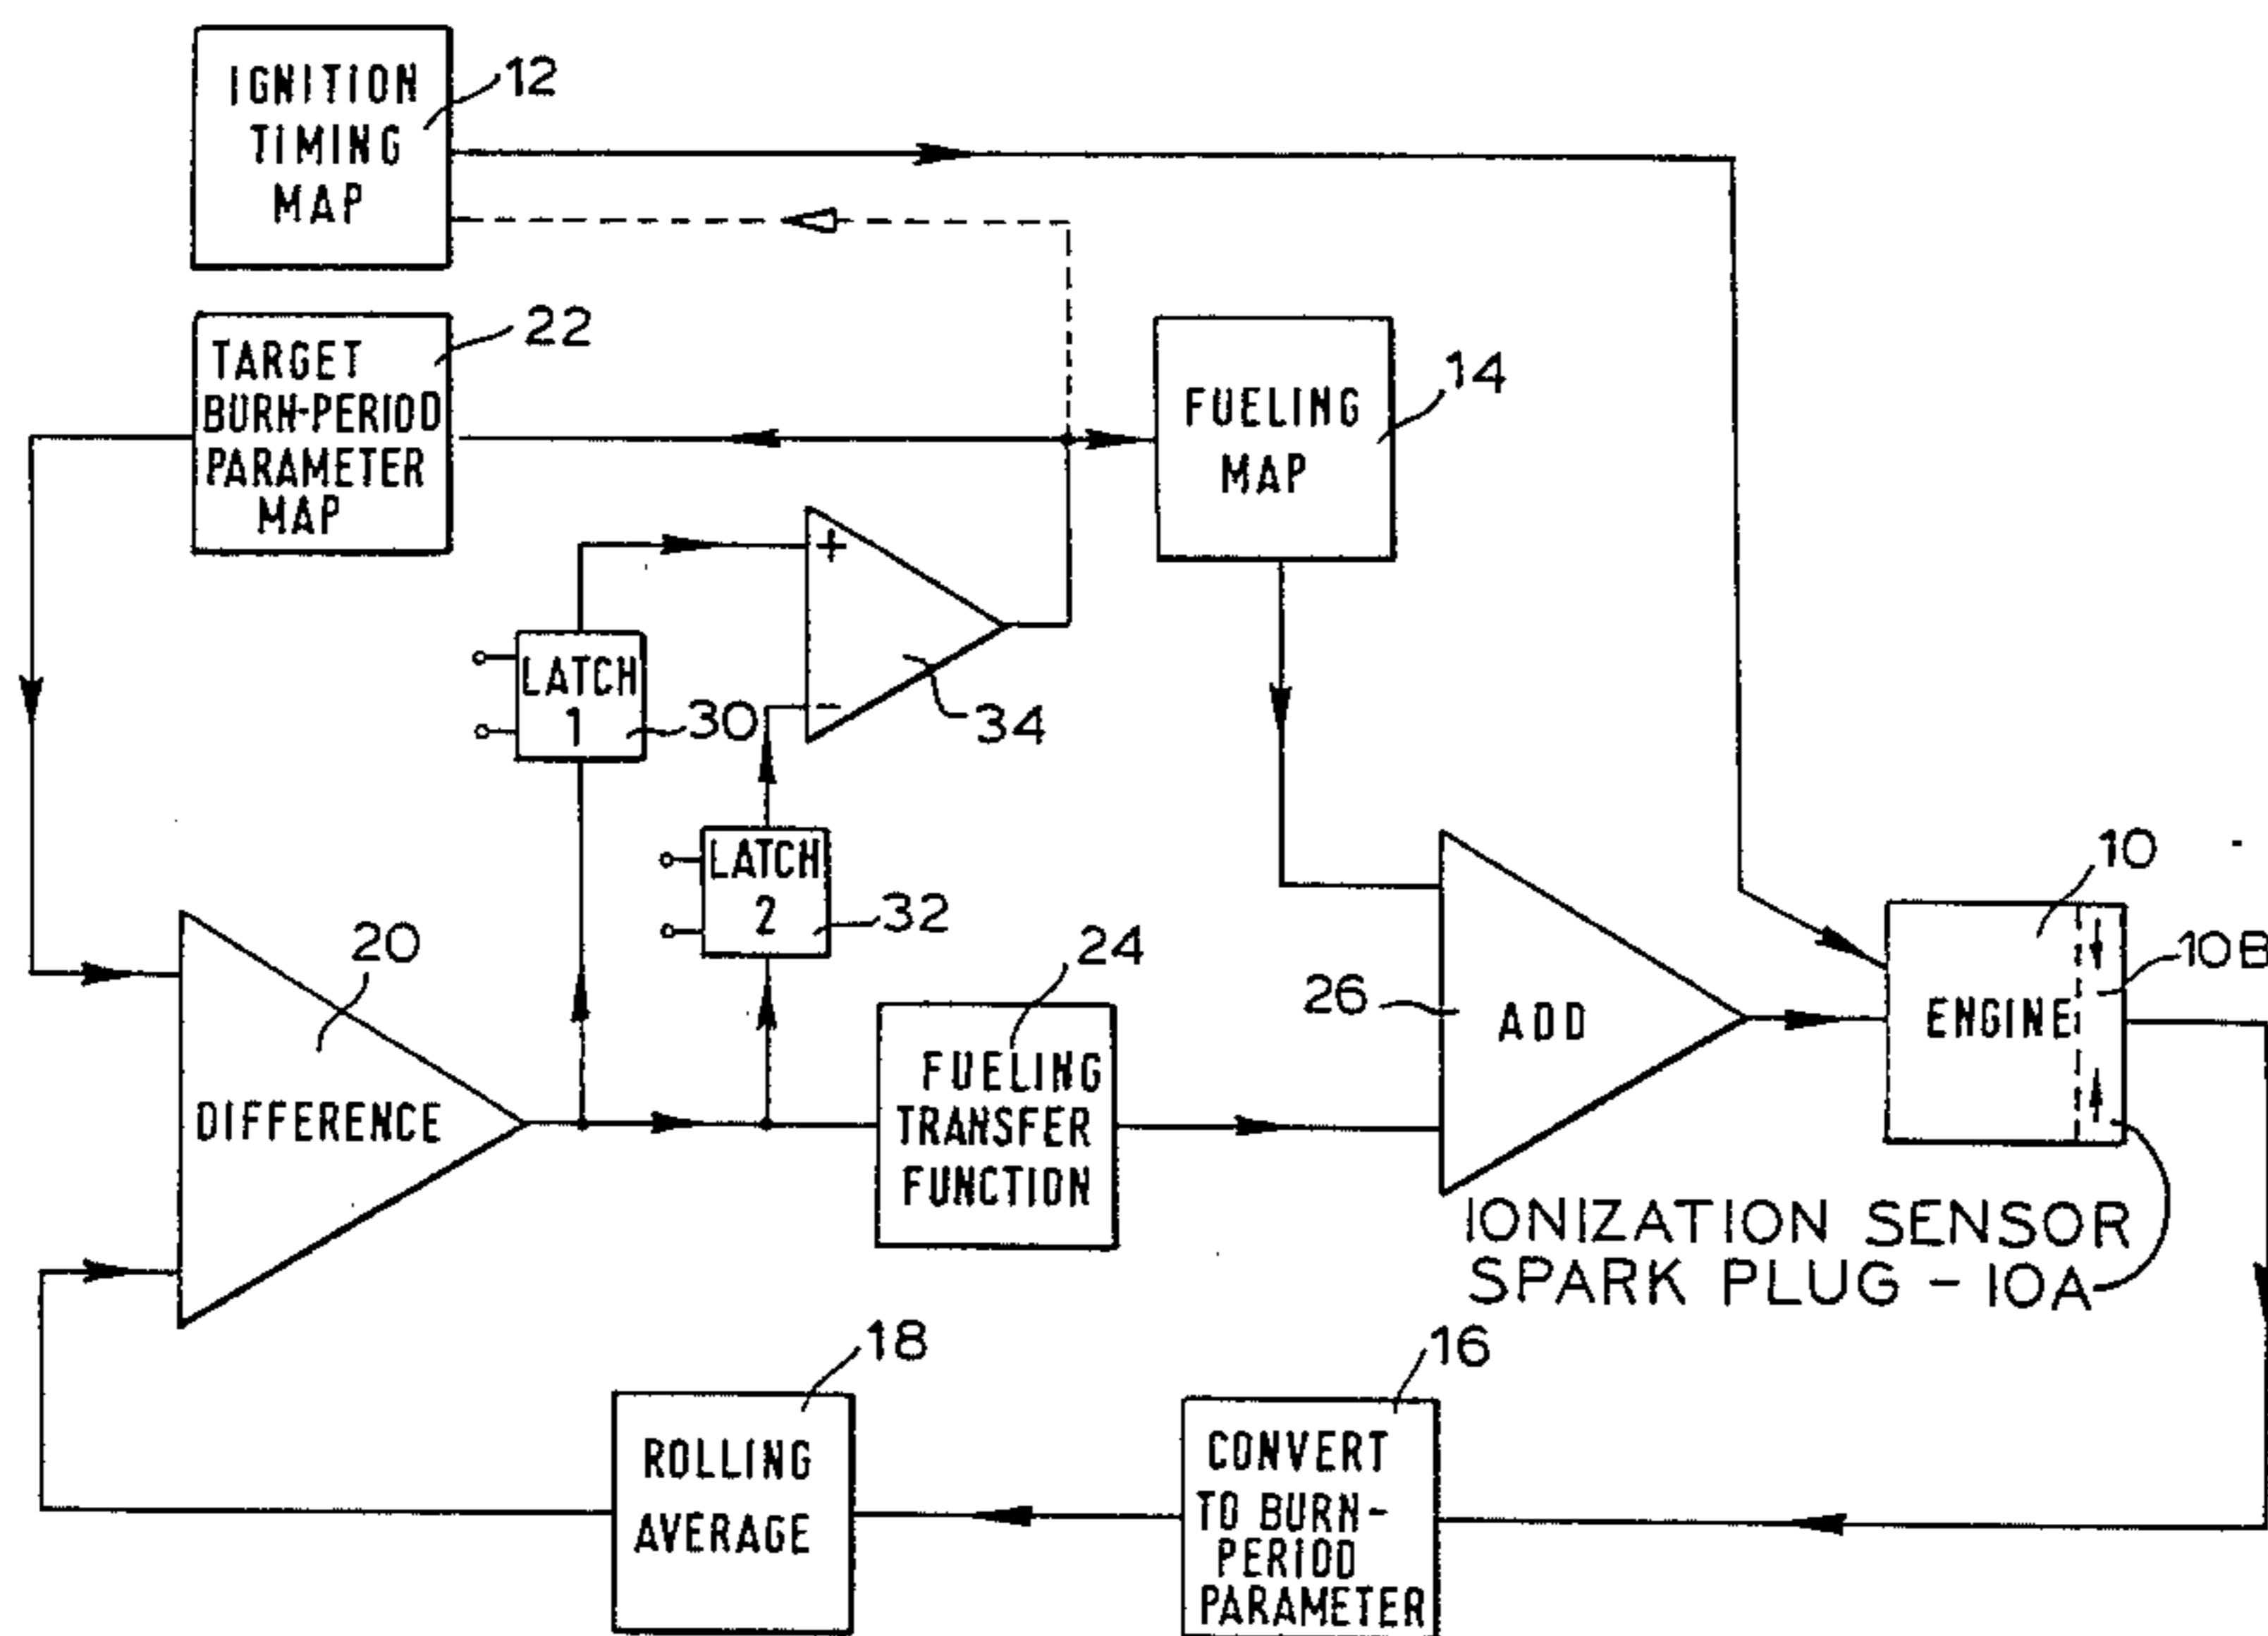 IGNITION
TIMING
MAP
12
TARGET
BURN-PERIOD
PARAMETER
MAP
22
FUELING
MAP
14
+
-
34
LATCH
1
30
LATCH
2
32
DIFFERENCE
20
FUELING
TRANSFER
FUNCTION
24
ADD
26
ENGINE
10
10B
IONIZATION SENSOR
SPARK PLUG - 10A
ROLLING
AVERAGE
18
CONVERT
TO BURN-
PERIOD
PARAMETER
16